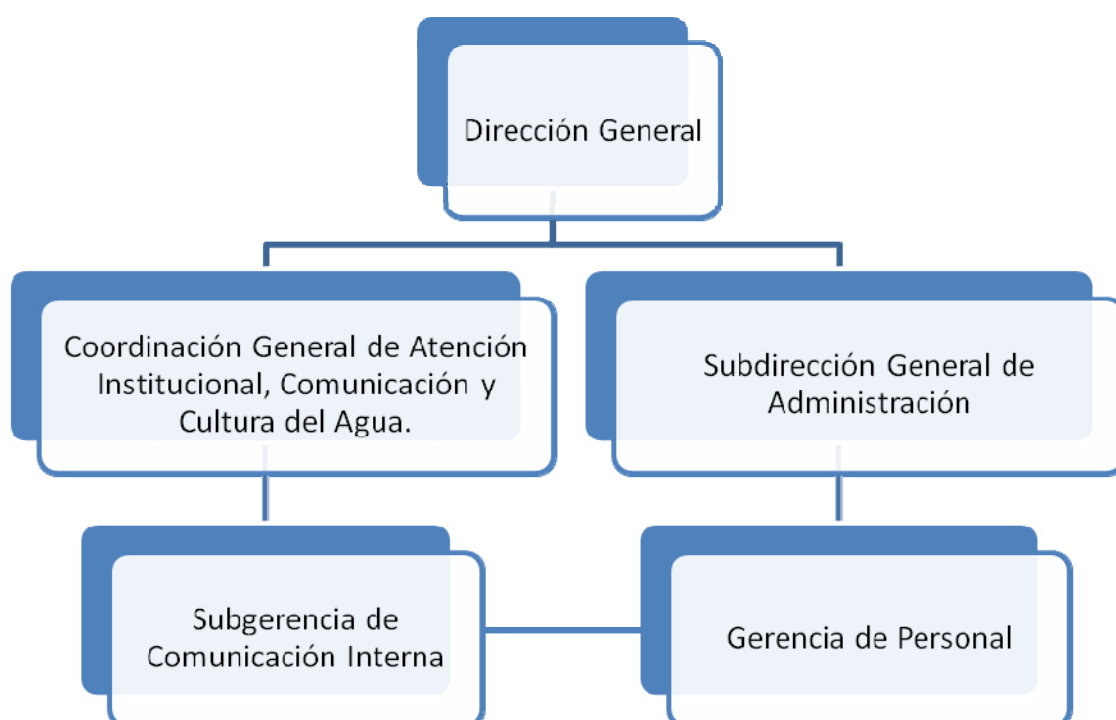 Dirección General
Coordinación General de Atención
Institucional, Comunicación y
Cultura del Agua.
Subdirección General de
Administración
Subgerencia de
Comunicación Interna
Gerencia de Personal